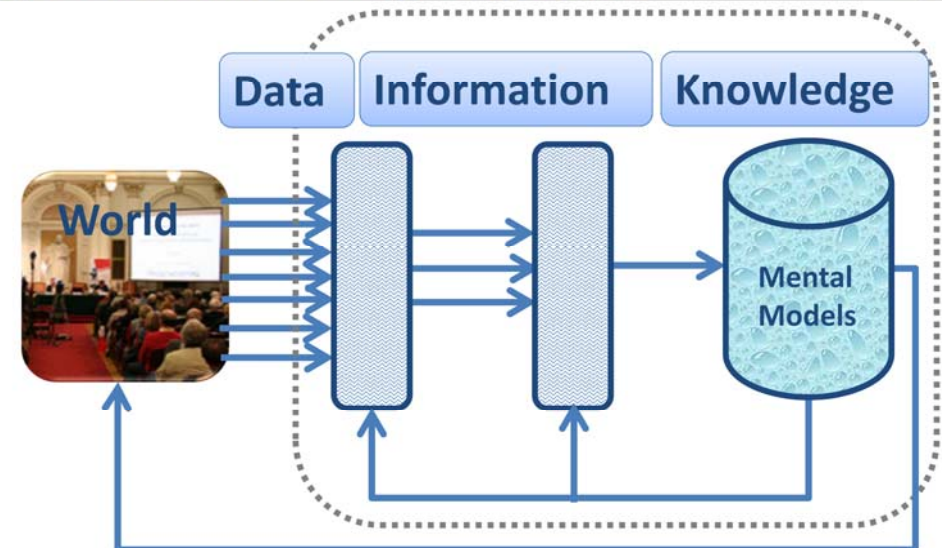 Data
Information
Knowledge
World
Mental
Models